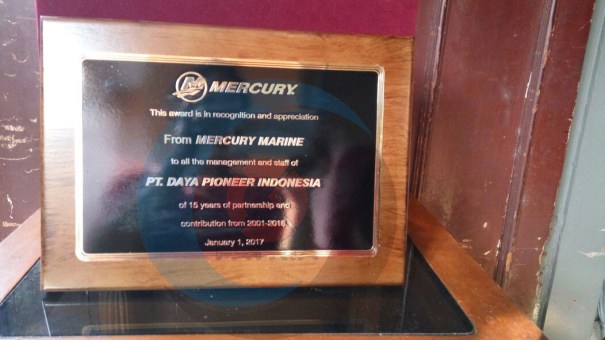 MERCURY
This award is in recognition and appreciation
From MERCURY MARINE
to all the management and staff of
PT. DAYA PIONEER INDONESIA
of 15 years of partnership and
contribution from 2001-2016
January 1, 2017